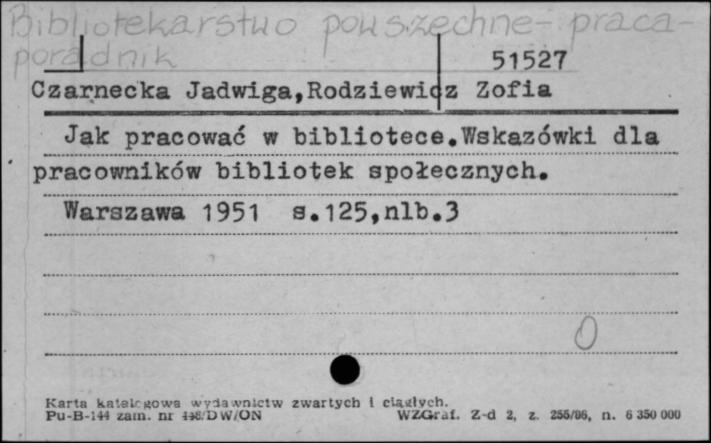 Bibliotekarstwo powszechne - praca -
poradnik
51527
Czarnecka Jadwiga,Rodziewicz Zofia
Jak pracować w bibliotece.Wskazówki dla
pracowników bibliotek społecznych.
Warszawa 1951 s.125,nlb.3
0
Karta katalogowa wydawnictw zwartych i ciągłych.
Pu-B-144 zam. nr /DW/ON WZGraf. Z-d 2, z. 255/86, n. 6 350 000